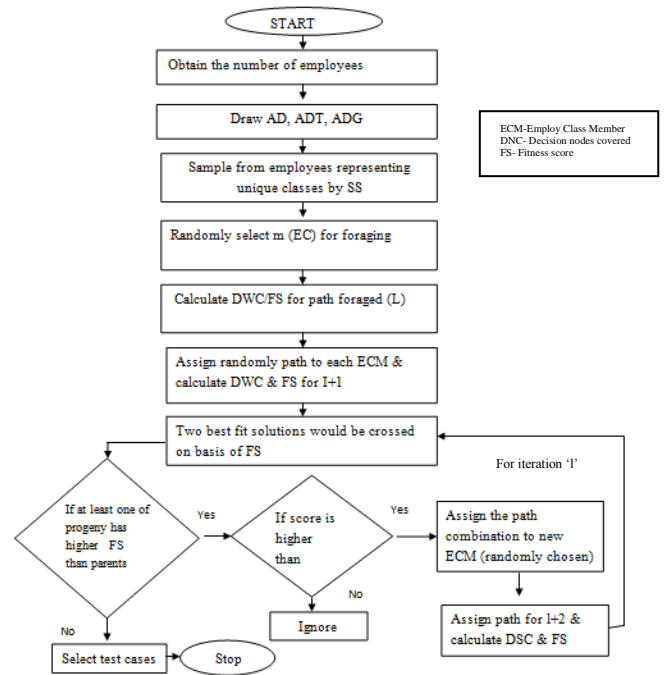 START
Obtain the number of employees
Draw AD, ADT, ADG
ECM-Employ Class Member
DNC- Decision nodes covered
FS- Fitness score
Sample from employees representing
unique classes by SS
Randomly select m (EC) for foraging
Calculate DWC/FS for path foraged (L)
Assign randomly path to each ECM &
calculate DWC & FS for I+1
Two best fit solutions would be crossed
on basis of FS
For iteration 'l'
If at least one of
progeny has
higher FS
than parents
Yes
If score is
higher
than
Yes
Assign the path
combination to new
ECM (randomly chosen)
No
Ignore
Assign path for l+2 &
calculate DSC & FS
No
Select test cases
Stop